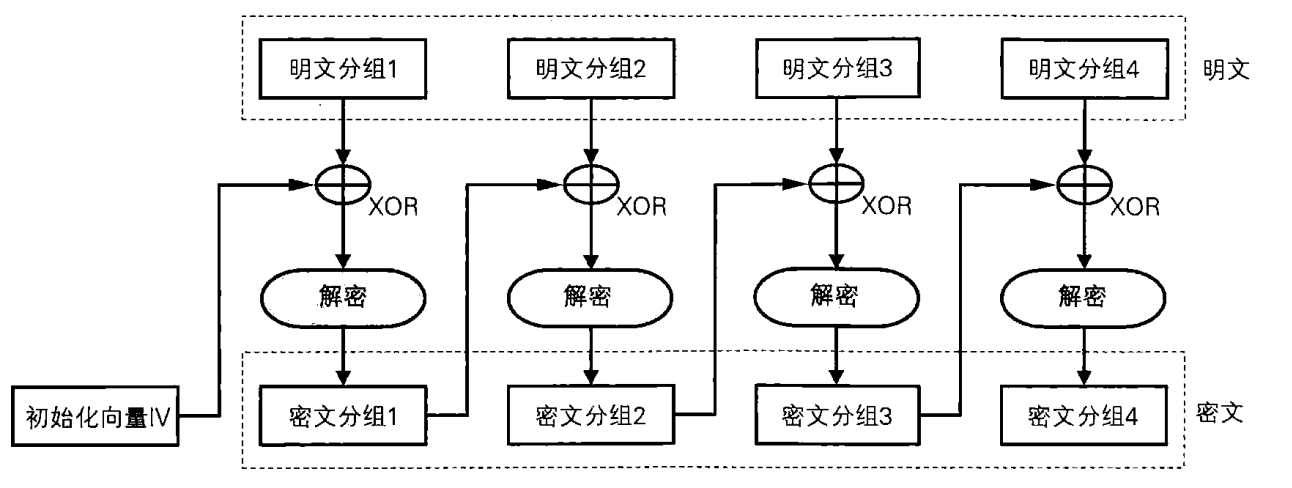 明文分组1
明文分组2
明文分组3
明文分组4
明文
XOR
XOR
XOR
XOR
解密
解密
解密
解密
初始化向量IV
密文分组1
密文分组2
密文分组3
密文分组4
密文